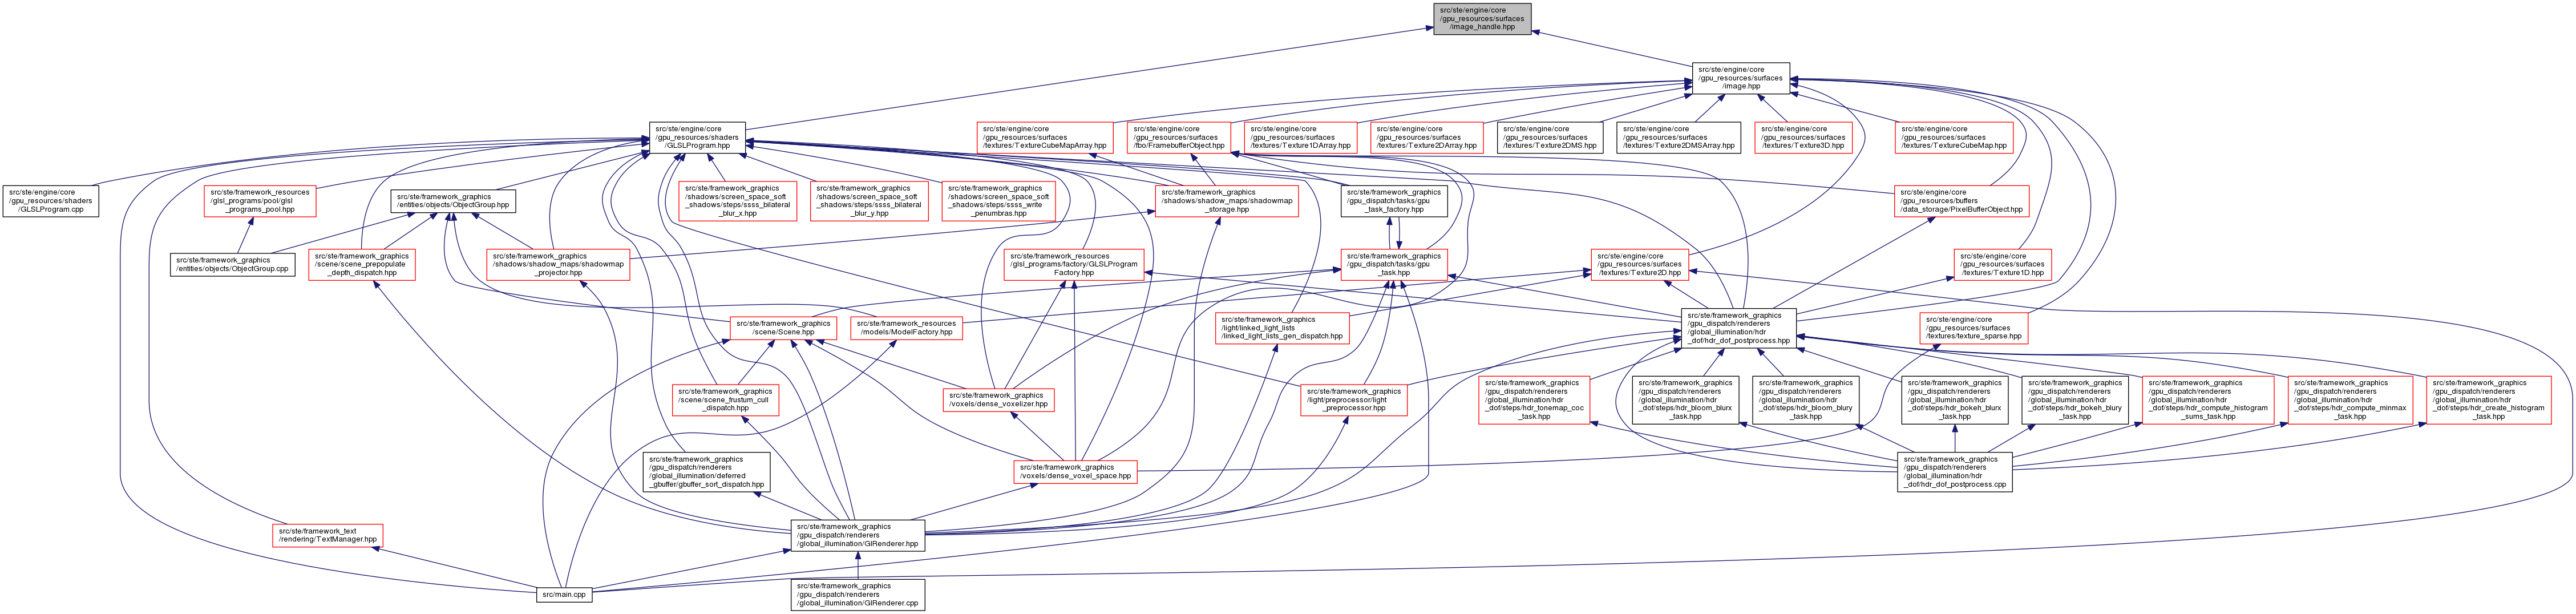 src/ste/engine/core
/gpu_resources/surfaces
/image_handle.hpp
src/ste/engine/core
/gpu_resources/surfaces
/image.hpp
src/ste/engine/core
/gpu_resources/shaders
/GLSLProgram.hpp
src/ste/engine/core
/gpu_resources/surfaces
/textures/TextureCubeMapArray.hpp
src/ste/engine/core
/gpu_resources/surfaces
/fbo/FramebufferObject.hpp
src/ste/engine/core
/gpu_resources/surfaces
/textures/Texture1DArray.hpp
src/ste/engine/core
/gpu_resources/surfaces
/textures/Texture2DArray.hpp
src/ste/engine/core
/gpu_resources/surfaces
/textures/Texture2DMS.hpp
src/ste/engine/core
/gpu_resources/surfaces
/textures/Texture2DMSArray.hpp
src/ste/engine/core
/gpu_resources/surfaces
/textures/Texture3D.hpp
src/ste/engine/core
/gpu_resources/surfaces
/textures/TextureCubeMap.hpp
src/ste/engine/core
/gpu_resources/shaders
/GLSLProgram.cpp
src/ste/framework_resources
/glsl_programs/pool/glsl
_programs_pool.hpp
src/ste/framework_graphics
/entities/objects/ObjectGroup.hpp
src/ste/framework_graphics
/shadows/screen_space_soft
_shadows/steps/ssss_bilateral
_blur_x.hpp
src/ste/framework_graphics
/shadows/screen_space_soft
_shadows/steps/ssss_bilateral
_blur_y.hpp
src/ste/framework_graphics
/shadows/screen_space_soft
_shadows/steps/ssss_write
_penumbras.hpp
src/ste/framework_graphics
/shadows/shadow_maps/shadowmap
_storage.hpp
src/ste/framework_graphics
/gpu_dispatch/tasks/gpu
_task_factory.hpp
src/ste/engine/core
/gpu_resources/buffers
/data_storage/PixelBufferObject.hpp
src/ste/framework_graphics
/entities/objects/ObjectGroup.cpp
src/ste/framework_graphics
/scene/scene_prepopulate
_depth_dispatch.hpp
src/ste/framework_graphics
/shadows/shadow_maps/shadowmap
_projector.hpp
src/ste/framework_resources
/glsl_programs/factory/GLSLProgram
Factory.hpp
src/ste/framework_graphics
/gpu_dispatch/tasks/gpu
_task.hpp
src/ste/engine/core
/gpu_resources/surfaces
/textures/Texture2D.hpp
src/ste/engine/core
/gpu_resources/surfaces
/textures/Texture1D.hpp
src/ste/framework_graphics
/scene/Scene.hpp
src/ste/framework_resources
/models/ModelFactory.hpp
src/ste/framework_graphics
/light/linked_light_lists
/linked_light_lists_gen_dispatch.hpp
src/ste/framework_graphics
/gpu_dispatch/renderers
/global_illumination/hdr
_dof/hdr_dof_postprocess.hpp
src/ste/engine/core
/gpu_resources/surfaces
/textures/texture_sparse.hpp
src/ste/framework_graphics
/scene/scene_frustum_cull
_dispatch.hpp
src/ste/framework_graphics
/voxels/dense_voxelizer.hpp
src/ste/framework_graphics
/light/preprocessor/light
_preprocessor.hpp
src/ste/framework_graphics
/gpu_dispatch/renderers
/global_illumination/hdr
_dof/steps/hdr_tonemap_coc
_task.hpp
src/ste/framework_graphics
/gpu_dispatch/renderers
/global_illumination/hdr
_dof/steps/hdr_bloom_blurx
_task.hpp
src/ste/framework_graphics
/gpu_dispatch/renderers
/global_illumination/hdr
_dof/steps/hdr_bloom_blury
_task.hpp
src/ste/framework_graphics
/gpu_dispatch/renderers
/global_illumination/hdr
_dof/steps/hdr_bokeh_blurx
_task.hpp
src/ste/framework_graphics
/gpu_dispatch/renderers
/global_illumination/hdr
_dof/steps/hdr_bokeh_blury
_task.hpp
src/ste/framework_graphics
/gpu_dispatch/renderers
/global_illumination/hdr
_dof/steps/hdr_compute_histogram
_sums_task.hpp
src/ste/framework_graphics
/gpu_dispatch/renderers
/global_illumination/hdr
_dof/steps/hdr_compute_minmax
_task.hpp
src/ste/framework_graphics
/gpu_dispatch/renderers
/global_illumination/hdr
_dof/steps/hdr_create_histogram
_task.hpp
src/ste/framework_graphics
/gpu_dispatch/renderers
/global_illumination/deferred
_gbuffer/gbuffer_sort_dispatch.hpp
src/ste/framework_graphics
/voxels/dense_voxel_space.hpp
src/ste/framework_graphics
/gpu_dispatch/renderers
/global_illumination/hdr
_dof/hdr_dof_postprocess.cpp
src/ste/framework_text
/rendering/TextManager.hpp
src/ste/framework_graphics
/gpu_dispatch/renderers
/global_illumination/GIRenderer.hpp
src/main.cpp
src/ste/framework_graphics
/gpu_dispatch/renderers
/global_illumination/GIRenderer.cpp